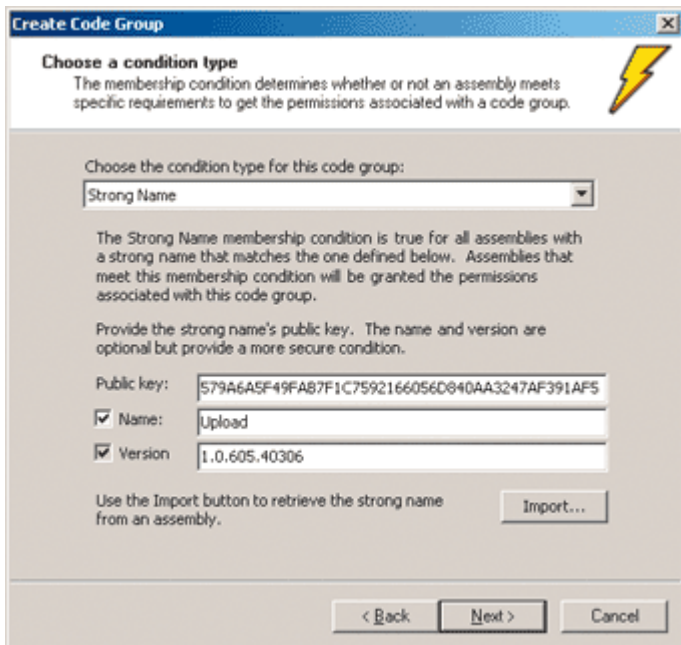 Create Code Group
Choose a condition type
The membership condition determines whether or not an assembly meets
specific requirements to get the permissions associated with a code group.
Choose the condition type for this code group:
Strong Name
The Strong Name membership condition is true for all assemblies with
a strong name that matches the one defined below. Assemblies that
meet this membership condition will be granted the permissions
associated with this code group.
Provide the strong name's public key. The name and version are
optional but provide a more secure condition.
Public key: 579A6A5F49FAB7F1C7592166056D840AA3247AF391AF5
Name: Upload
Version 1.0.605.40306
Use the Import button to retrieve the strong name
from an assembly.
Import...
< Back Next > Cancel